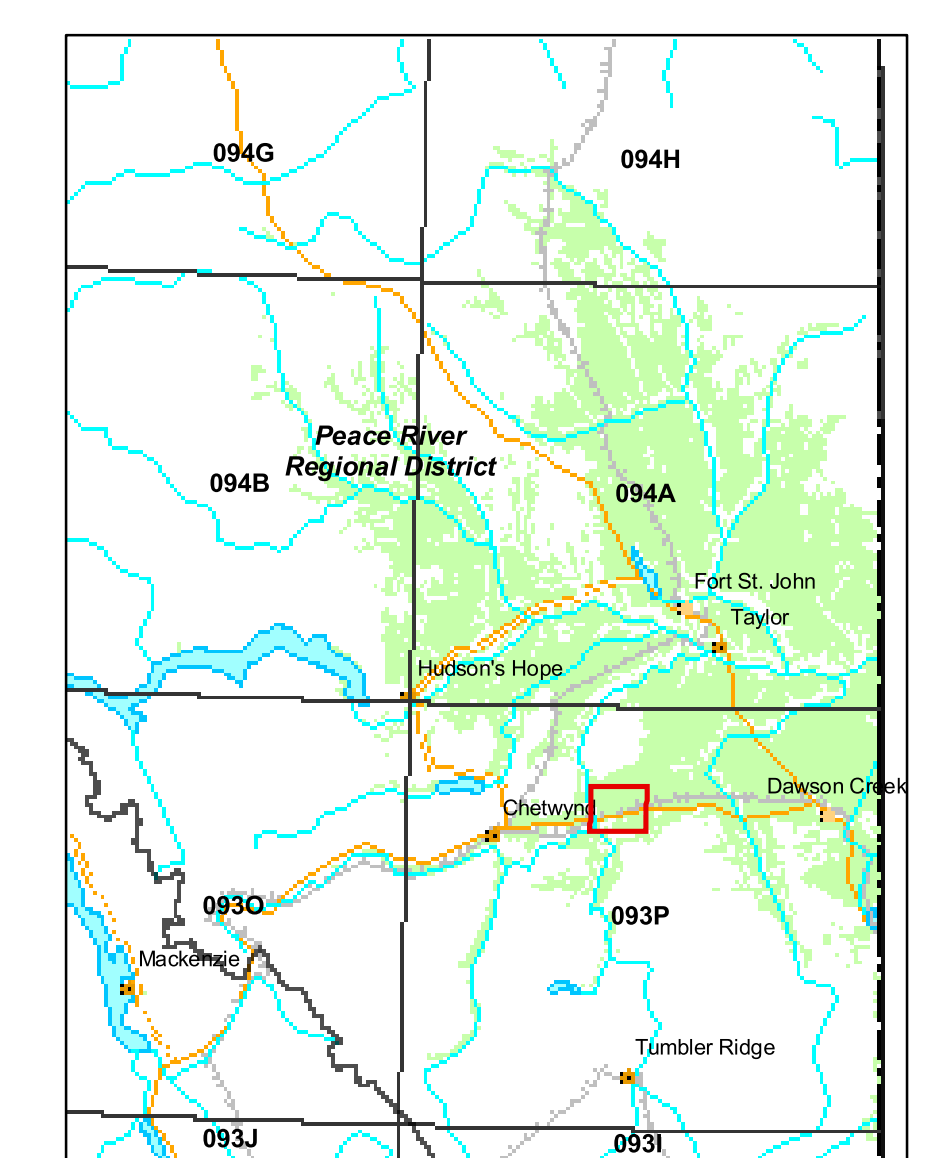 094G
094H
Peace River
Regional District
094B
094A
Fort St. John
Taylor
Hudson's Hope
Dawson Creek
Chetwynd
093O
093P
Mackenzie
Tumbler Ridge
093J
093I